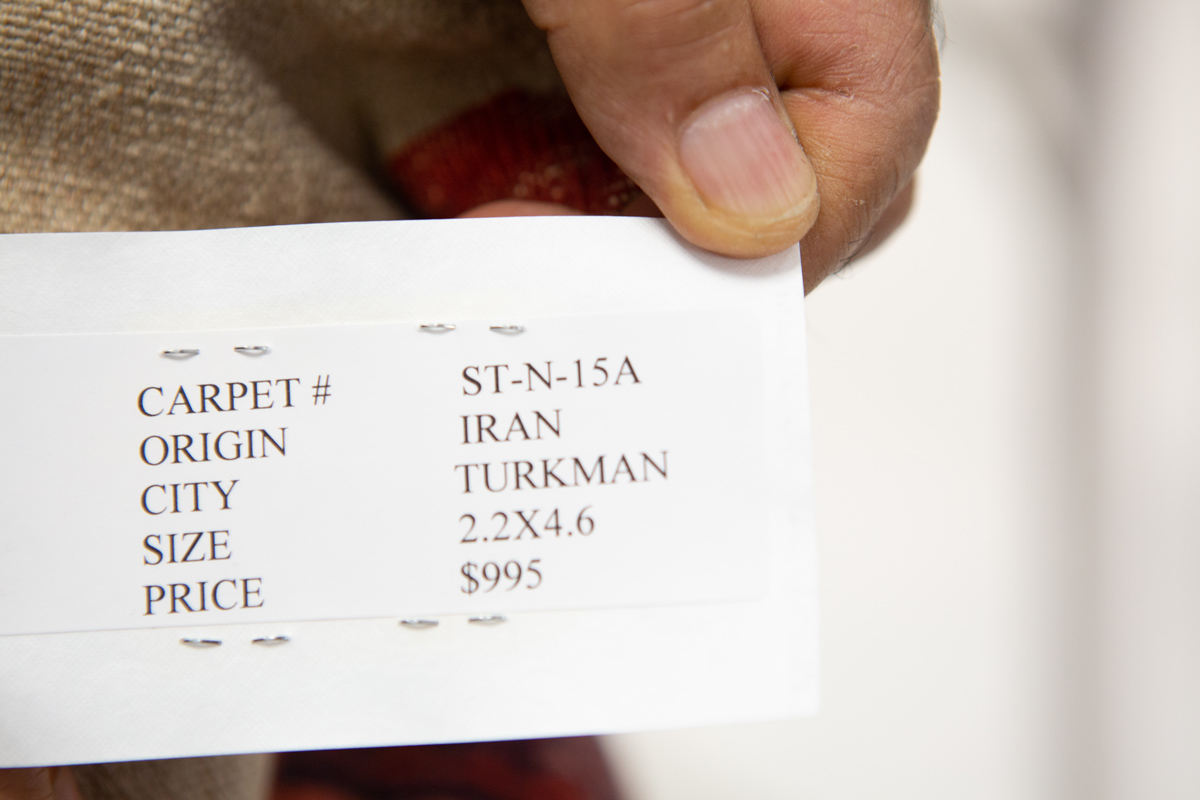 CARPET # ST-N-15A
ORIGIN IRAN
CITY TURKMAN
SIZE 2.2X4.6
PRICE $995